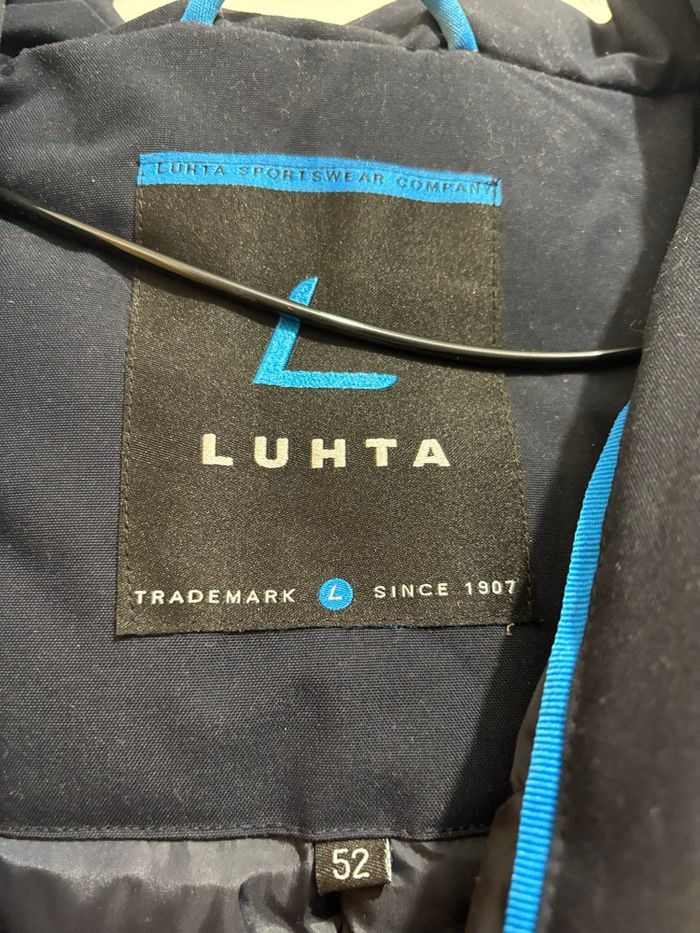 LUHTA SPORTSWEAR COMPANY
L
LUHTA
TRADEMARK L SINCE 1907
52